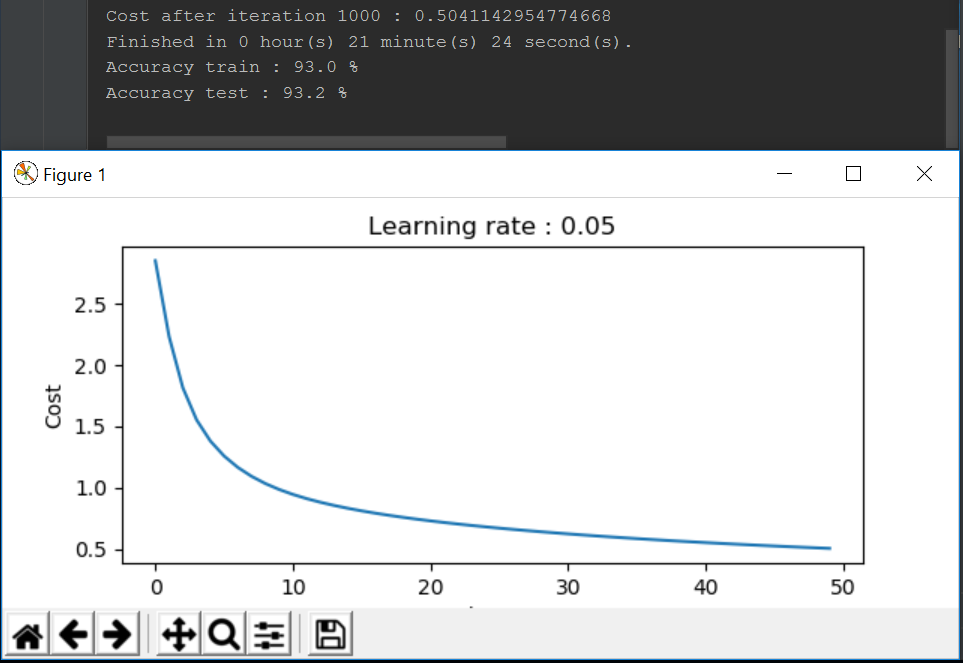 Cost after iteration 1000 : 0.5041142954774668
Finished in 0 hour(s) 21 minute(s) 24 second(s).
Accuracy train : 93.0 %
Accuracy test : 93.2 %
Figure 1
Learning rate : 0.05
Cost
2.5
2.0
1.5
1.0
0.5
0 10 20 30 40 50